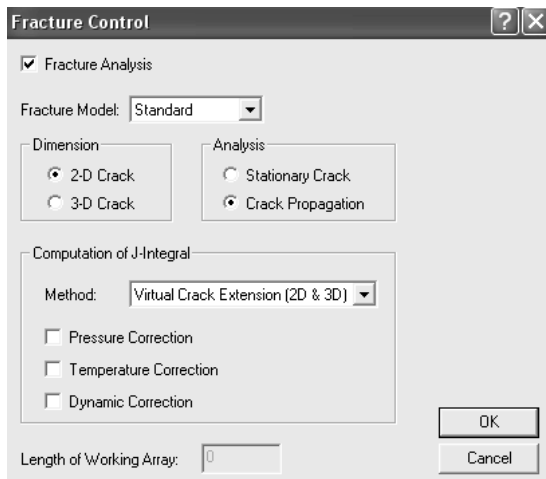 Fracture Control
Fracture Analysis
Fracture Model: Standard
Dimension
2-D Crack
3-D Crack
Analysis
Stationary Crack
Crack Propagation
Computation of J-Integral
Method: Virtual Crack Extension (2D & 3D)
Pressure Correction
Temperature Correction
Dynamic Correction
Length of Working Array: 0
OK
Cancel